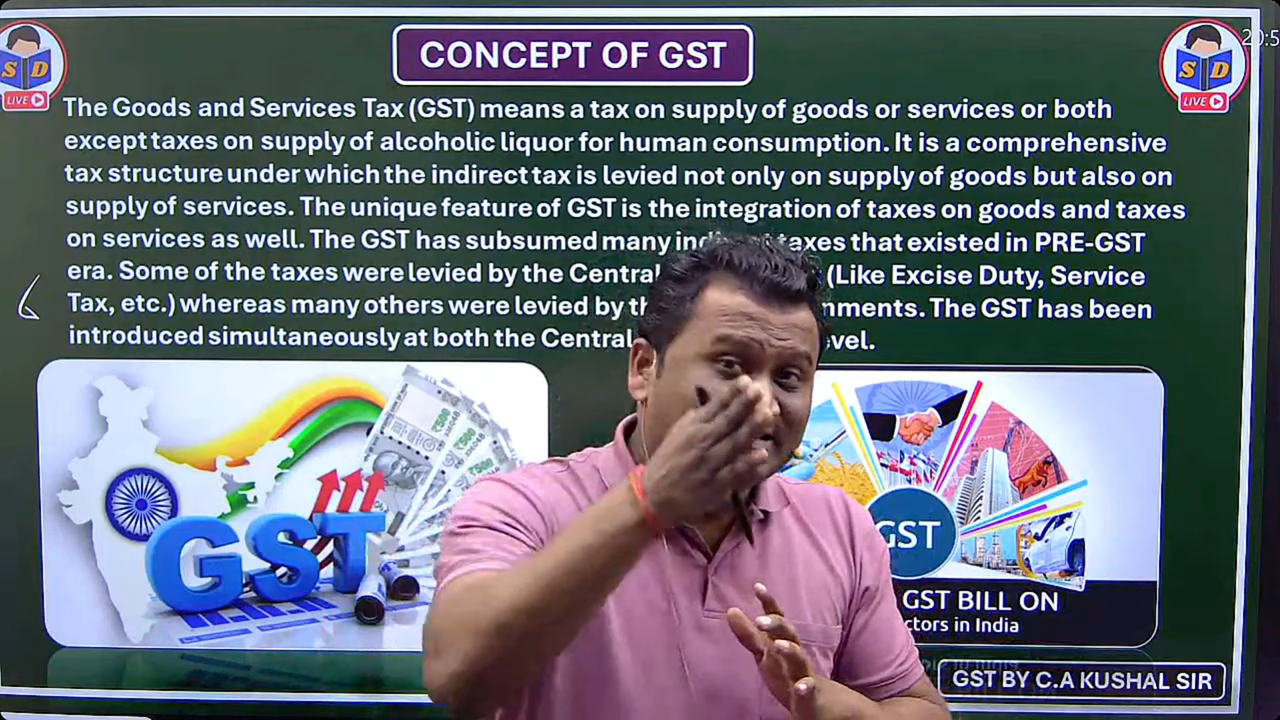 CONCEPT OF GST
20:5
S D
LIVE
S D
LIVE
The Goods and Services Tax (GST) means a tax on supply of goods or services or both
except taxes on supply of alcoholic liquor for human consumption. It is a comprehensive
tax structure under which the indirect tax is levied not only on supply of goods but also on
supply of services. The unique feature of GST is the integration of taxes on goods and taxes
on services as well. The GST has subsumed many taxes that existed in PRE-GST
era. Some of the taxes were levied by the Central (Like Excise Duty, Service
Tax, etc.) whereas many others were levied by nments. The GST has been
introduced simultaneously at both the Central evel.
GST
₹500
₹500
₹500
GST
GST BILL ON
ctors in India
GST BY C.A KUSHAL SIR